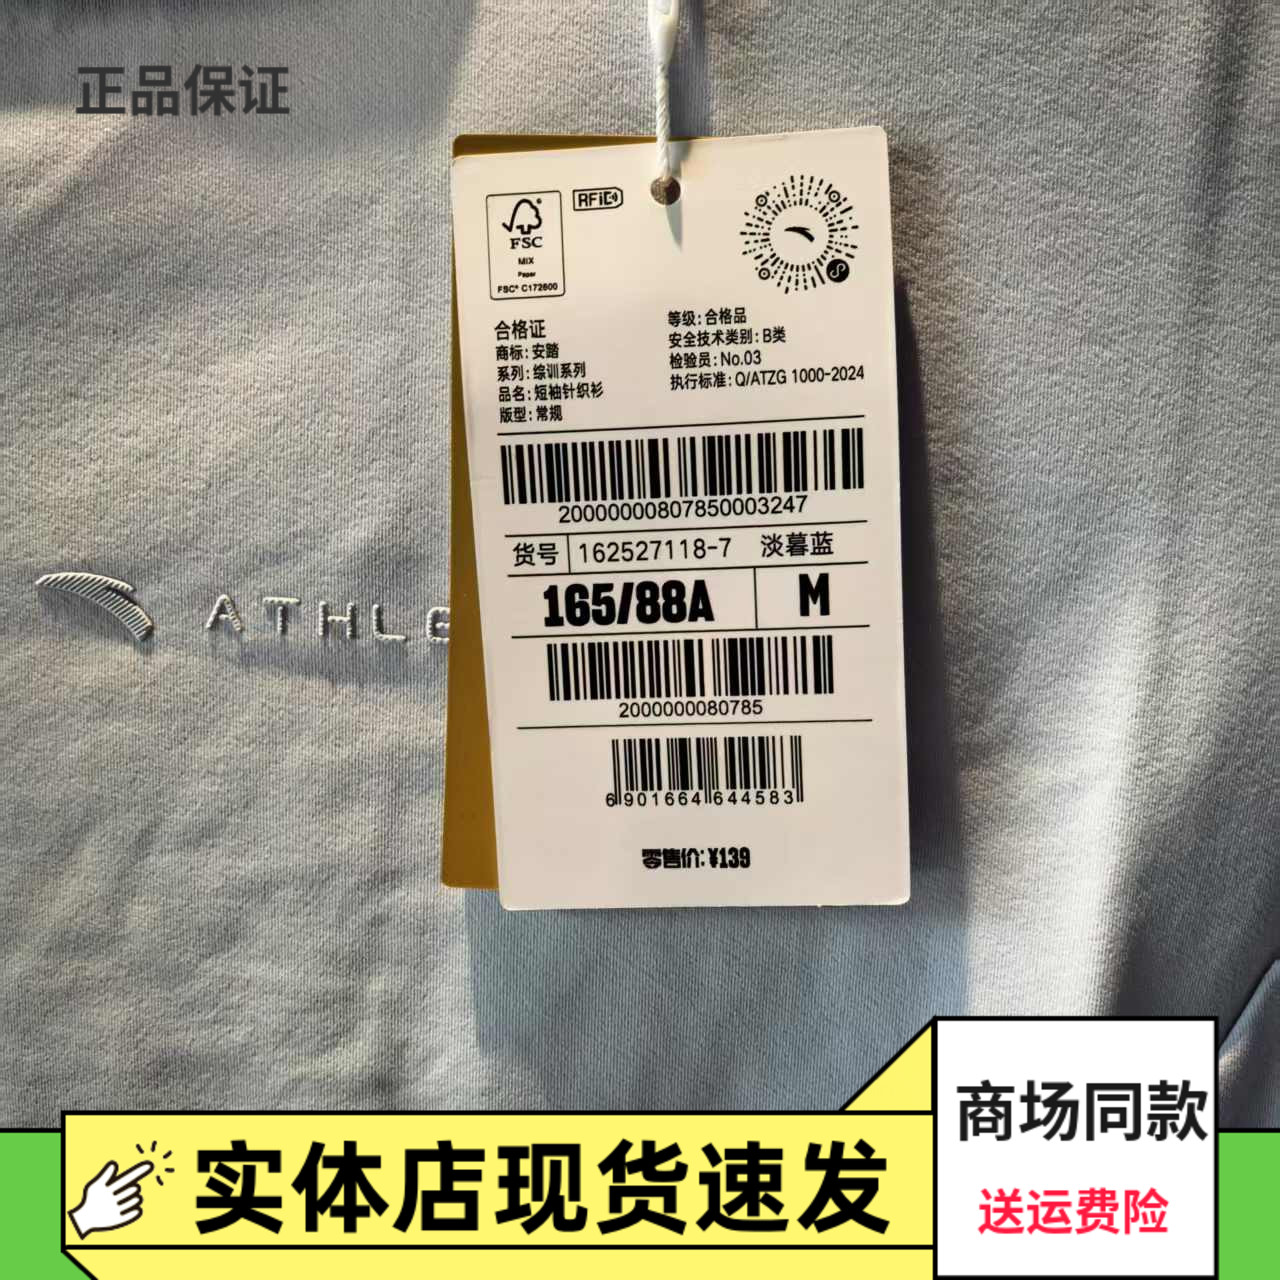 正品保证
FSC
MIX
Paper
FSC® C172600
RFiD
合格证
商标:安踏
系列:综训系列
品名:短袖针织衫
版型:常规
等级:合格品
安全技术类别:B类
检验员:No.03
执行标准:Q/ATZG 1000-2024
20000000807850003247
货号 162527118-7 淡暮蓝
165/88A M
2000000080785
6 901664 644583
零售价:¥139
ATHLE
商场同款
送运费险
实体店现货速发